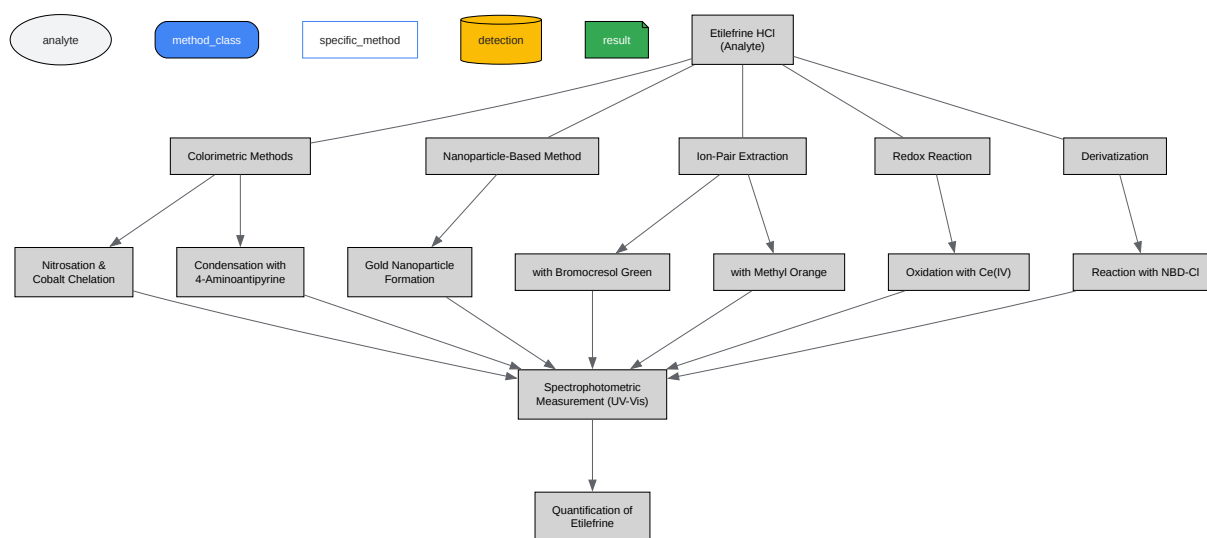 analyte
method_class
specific_method
detection
result
Etilefrine HCl
(Analyte)
Colorimetric Methods
Nanoparticle-Based Method
Ion-Pair Extraction
Redox Reaction
Derivatization
Nitrosation &
Cobalt Chelation
Condensation with
4-Aminoantipyrine
Gold Nanoparticle
Formation
with Bromocresol Green
with Methyl Orange
Oxidation with Ce(IV)
Reaction with NBD-Cl
Spectrophotometric
Measurement (UV-Vis)
Quantification of
Etilefrine